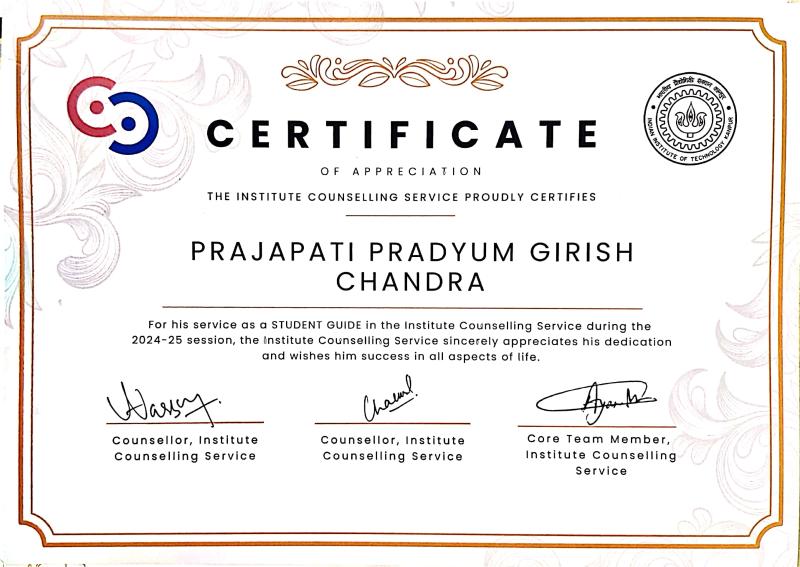 CERTIFICATE
भारतीय प्रौद्योगिकी संस्थान कानपुर
INDIAN INSTITUTE OF TECHNOLOGY KANPUR
OF APPRECIATION
THE INSTITUTE COUNSELLING SERVICE PROUDLY CERTIFIES
PRAJAPATI PRADYUM GIRISH
CHANDRA
For his service as a STUDENT GUIDE in the Institute Counselling Service during the
2024-25 session, the Institute Counselling Service sincerely appreciates his dedication
and wishes him success in all aspects of life.
Counsellor, Institute
Counselling Service
Counsellor, Institute
Counselling Service
Core Team Member,
Institute Counselling
Service